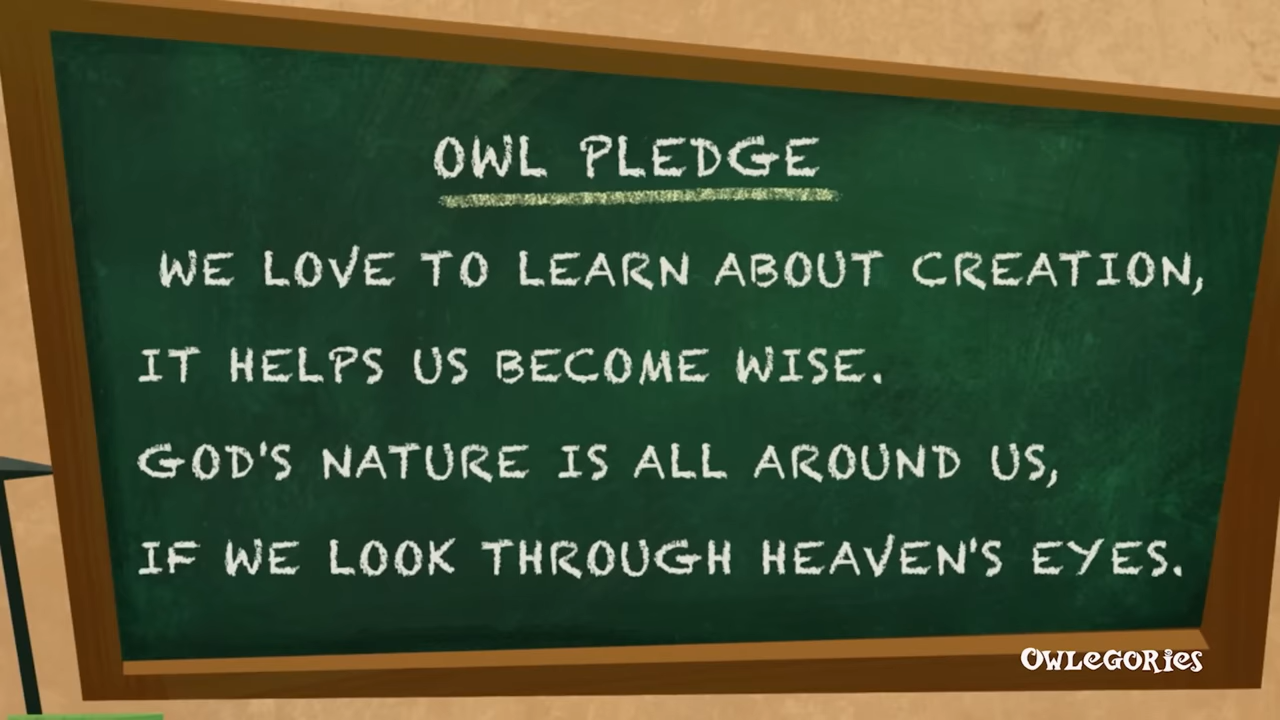 OWL PLEDGE
WE LOVE TO LEARN ABOUT CREATION,
IT HELPS US BECOME WISE.
GOD'S NATURE IS ALL AROUND US,
IF WE LOOK THROUGH HEAVEN'S EYES.
OWLEGORIES